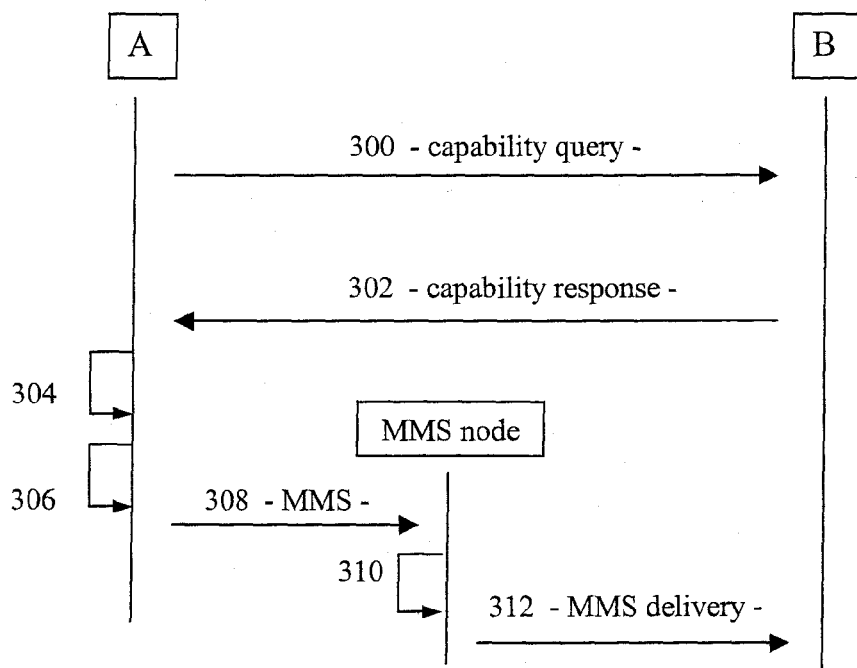 A
B
300 - capability query -
302 - capability response -
304
MMS node
306
308 - MMS -
310
312 - MMS delivery -